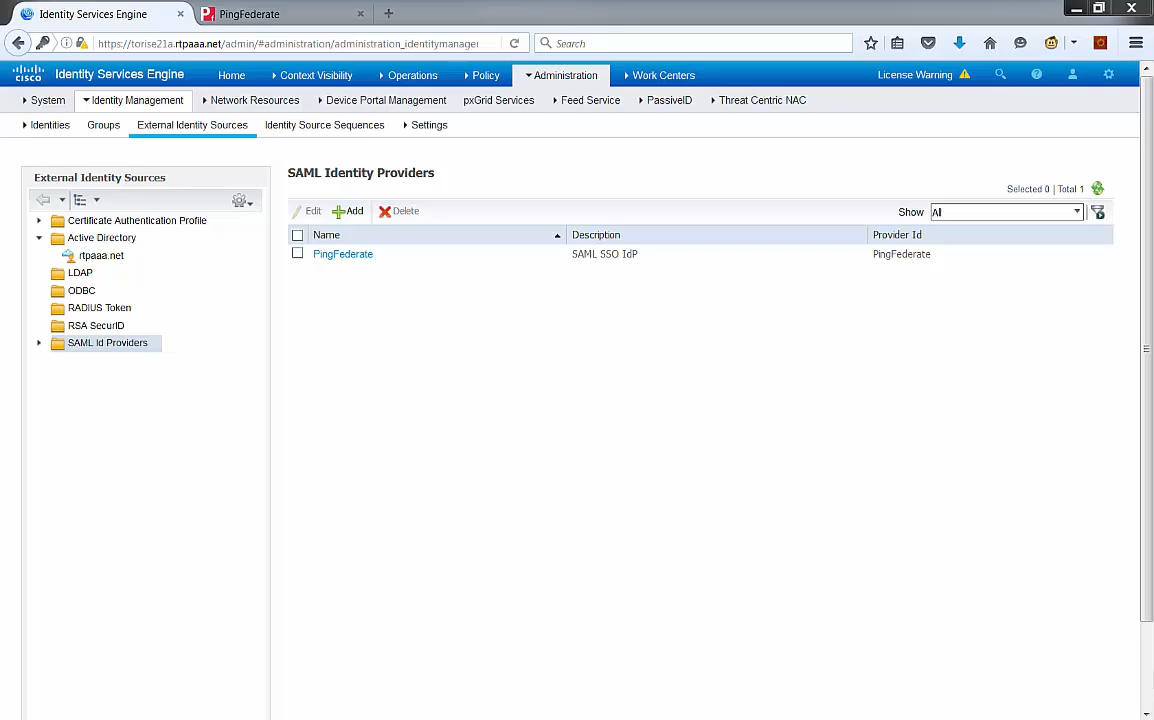 Identity Services Engine
PingFederate
https://torise21a.rtpaaa.net/admin/#administration/administration_identitymanage
Search
cisco
Identity Services Engine
Home
Context Visibility
Operations
Policy
Administration
Work Centers
License Warning
System
Identity Management
Network Resources
Device Portal Management
pxGrid Services
Feed Service
PassiveID
Threat Centric NAC
Identities
Groups
External Identity Sources
Identity Source Sequences
Settings
External Identity Sources
Certificate Authentication Profile
Active Directory
rtpaaa.net
LDAP
ODBC
RADIUS Token
RSA SecurID
SAML Id Providers
SAML Identity Providers
Selected 0 | Total 1
Edit
Add
Delete
Show
All
Name
Description
Provider Id
PingFederate
SAML SSO IdP
PingFederate